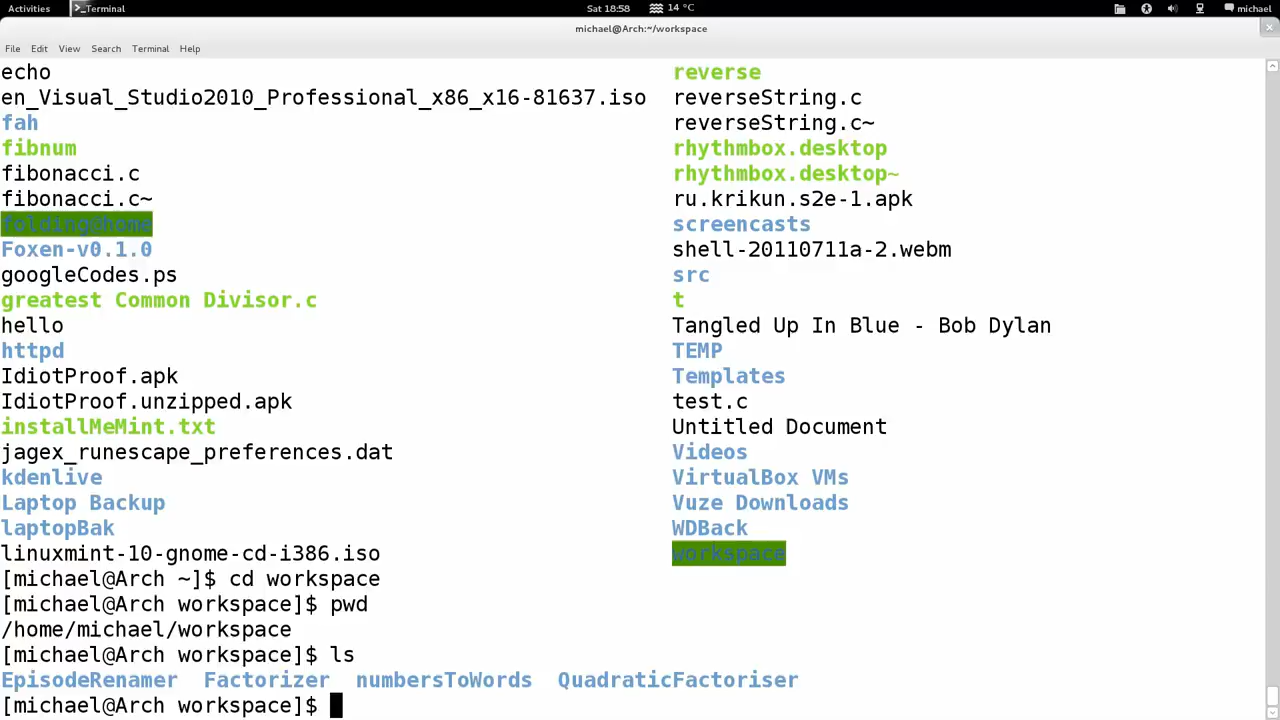 Activities Terminal Sat 18:58 14 °C michael
michael@Arch:~/workspace
File Edit View Search Terminal Help
echo reverse
en_Visual_Studio2010_Professional_x86_x16-81637.iso reverseString.c
fah reverseString.c~
fibnum rhythmbox.desktop
fibonacci.c rhythmbox.desktop~
fibonacci.c~ ru.krikun.s2e-1.apk
folding@home screencasts
Foxen-v0.1.0 shell-20110711a-2.webm
googleCodes.ps src
greatest Common Divisor.c t
hello Tangled Up In Blue - Bob Dylan
httpd TEMP
IdiotProof.apk Templates
IdiotProof.unzipped.apk test.c
installMeMint.txt Untitled Document
jagex_runescape_preferences.dat Videos
kdenlive VirtualBox VMs
Laptop Backup Vuze Downloads
laptopBak WDBack
linuxmint-10-gnome-cd-i386.iso workspace
[michael@Arch ~]$ cd workspace
[michael@Arch workspace]$ pwd
/home/michael/workspace
[michael@Arch workspace]$ ls
EpisodeRenamer Factorizer numbersToWords QuadraticFactoriser
[michael@Arch workspace]$